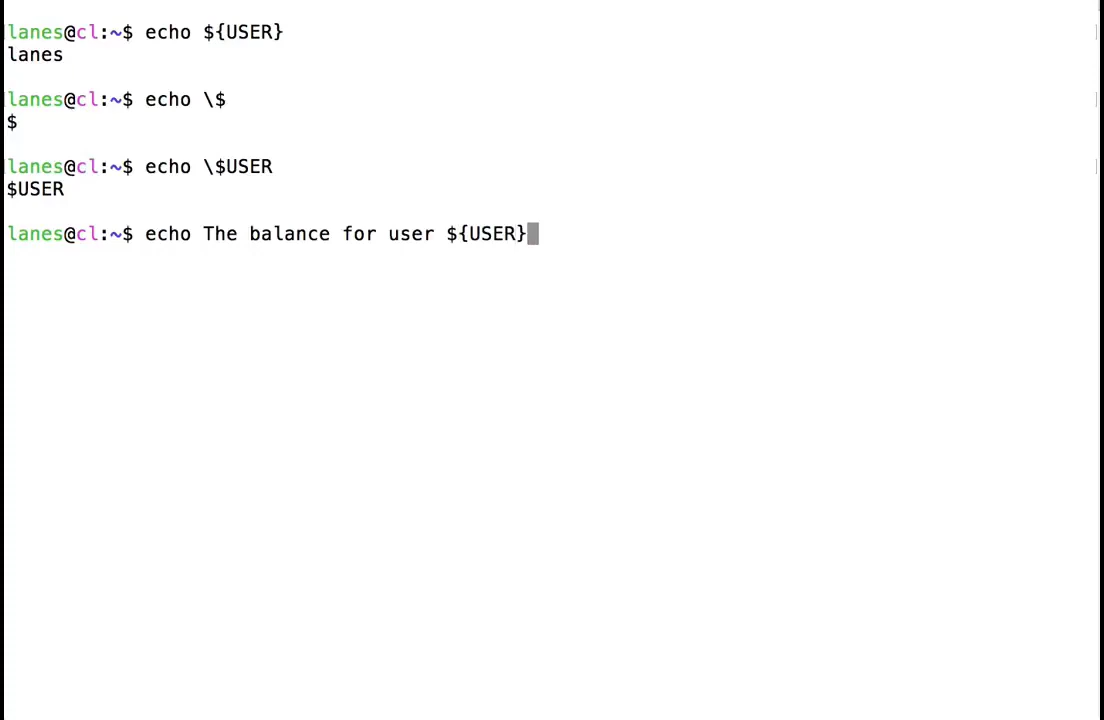 lanes@cl:~$ echo ${USER}
lanes
lanes@cl:~$ echo \$
$
lanes@cl:~$ echo \$USER
$USER
lanes@cl:~$ echo The balance for user ${USER}